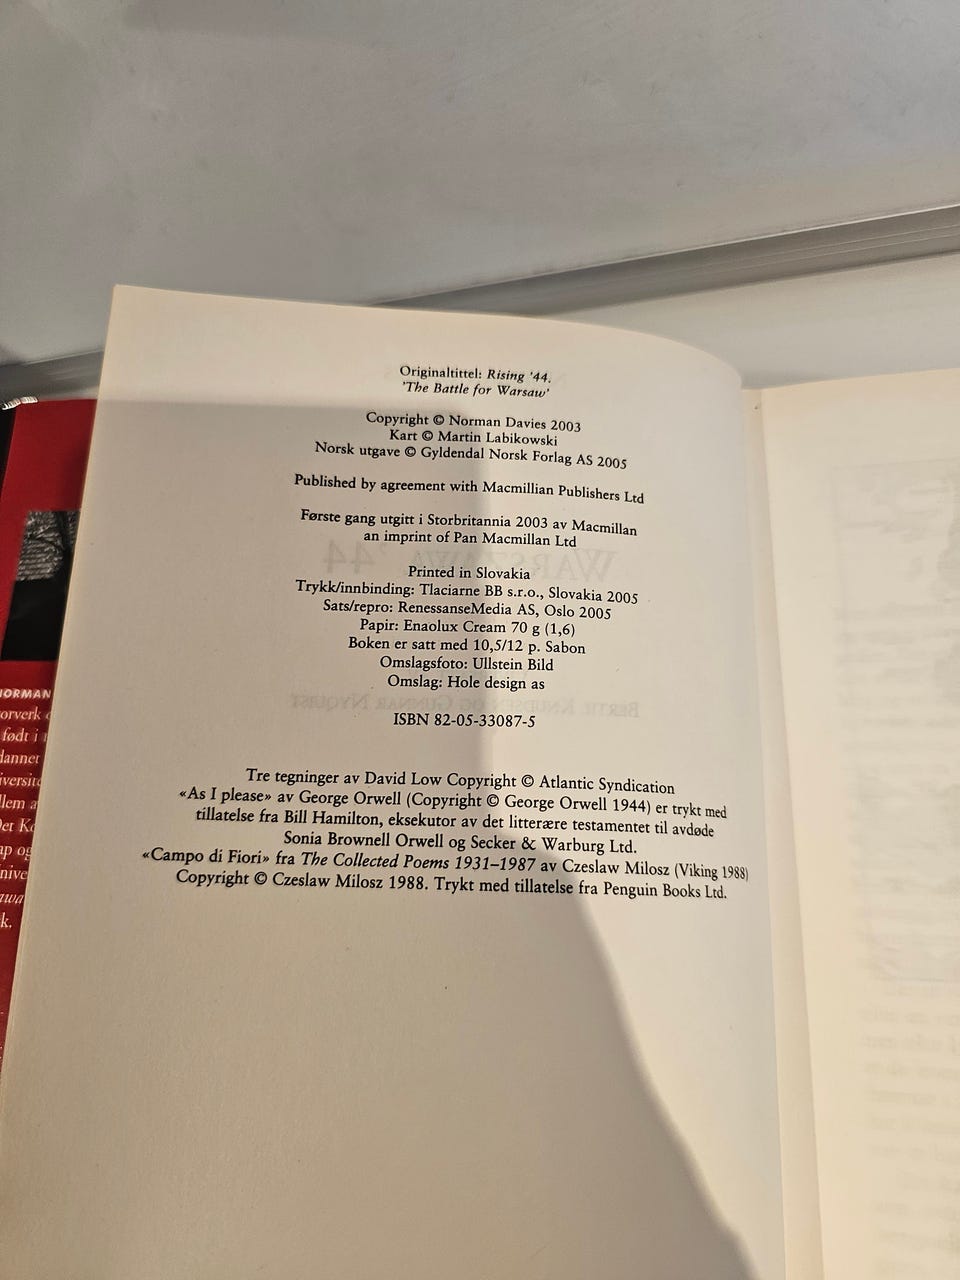 Originaltittel: Rising '44.
'The Battle for Warsaw'
Copyright © Norman Davies 2003
Kart © Martin Labikowski
Norsk utgave © Gyldendal Norsk Forlag AS 2005
Published by agreement with Macmillian Publishers Ltd
Første gang utgitt i Storbritannia 2003 av Macmillan
an imprint of Pan Macmillan Ltd
Printed in Slovakia
Trykk/innbinding: Tlaciarne BB s.r.o., Slovakia 2005
Sats/repro: RenessanseMedia AS, Oslo 2005
Papir: Enaolux Cream 70 g (1,6)
Boken er satt med 10,5/12 p. Sabon
Omslagsfoto: Ullstein Bild
Omslag: Hole design as
ISBN 82-05-33087-5
Tre tegninger av David Low Copyright © Atlantic Syndication
«As I please» av George Orwell (Copyright © George Orwell 1944) er trykt med
tillatelse fra Bill Hamilton, eksekutor av det litterære testamentet til avdøde
Sonia Brownell Orwell og Secker & Warburg Ltd.
«Campo di Fiori» fra The Collected Poems 1931–1987 av Czeslaw Milosz (Viking 1988)
Copyright © Czeslaw Milosz 1988. Trykt med tillatelse fra Penguin Books Ltd.
NORMAN
født i